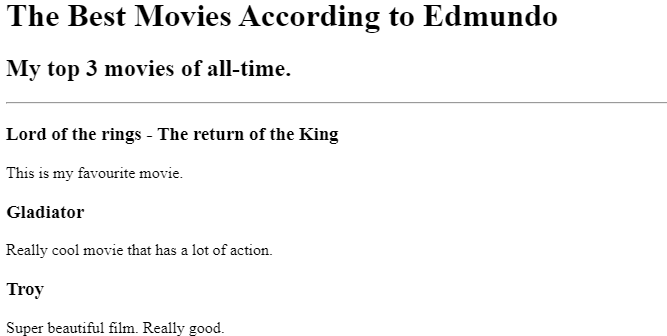 The Best Movies According to Edmundo
My top 3 movies of all-time.
Lord of the rings - The return of the King
This is my favourite movie.
Gladiator
Really cool movie that has a lot of action.
Troy
Super beautiful film. Really good.